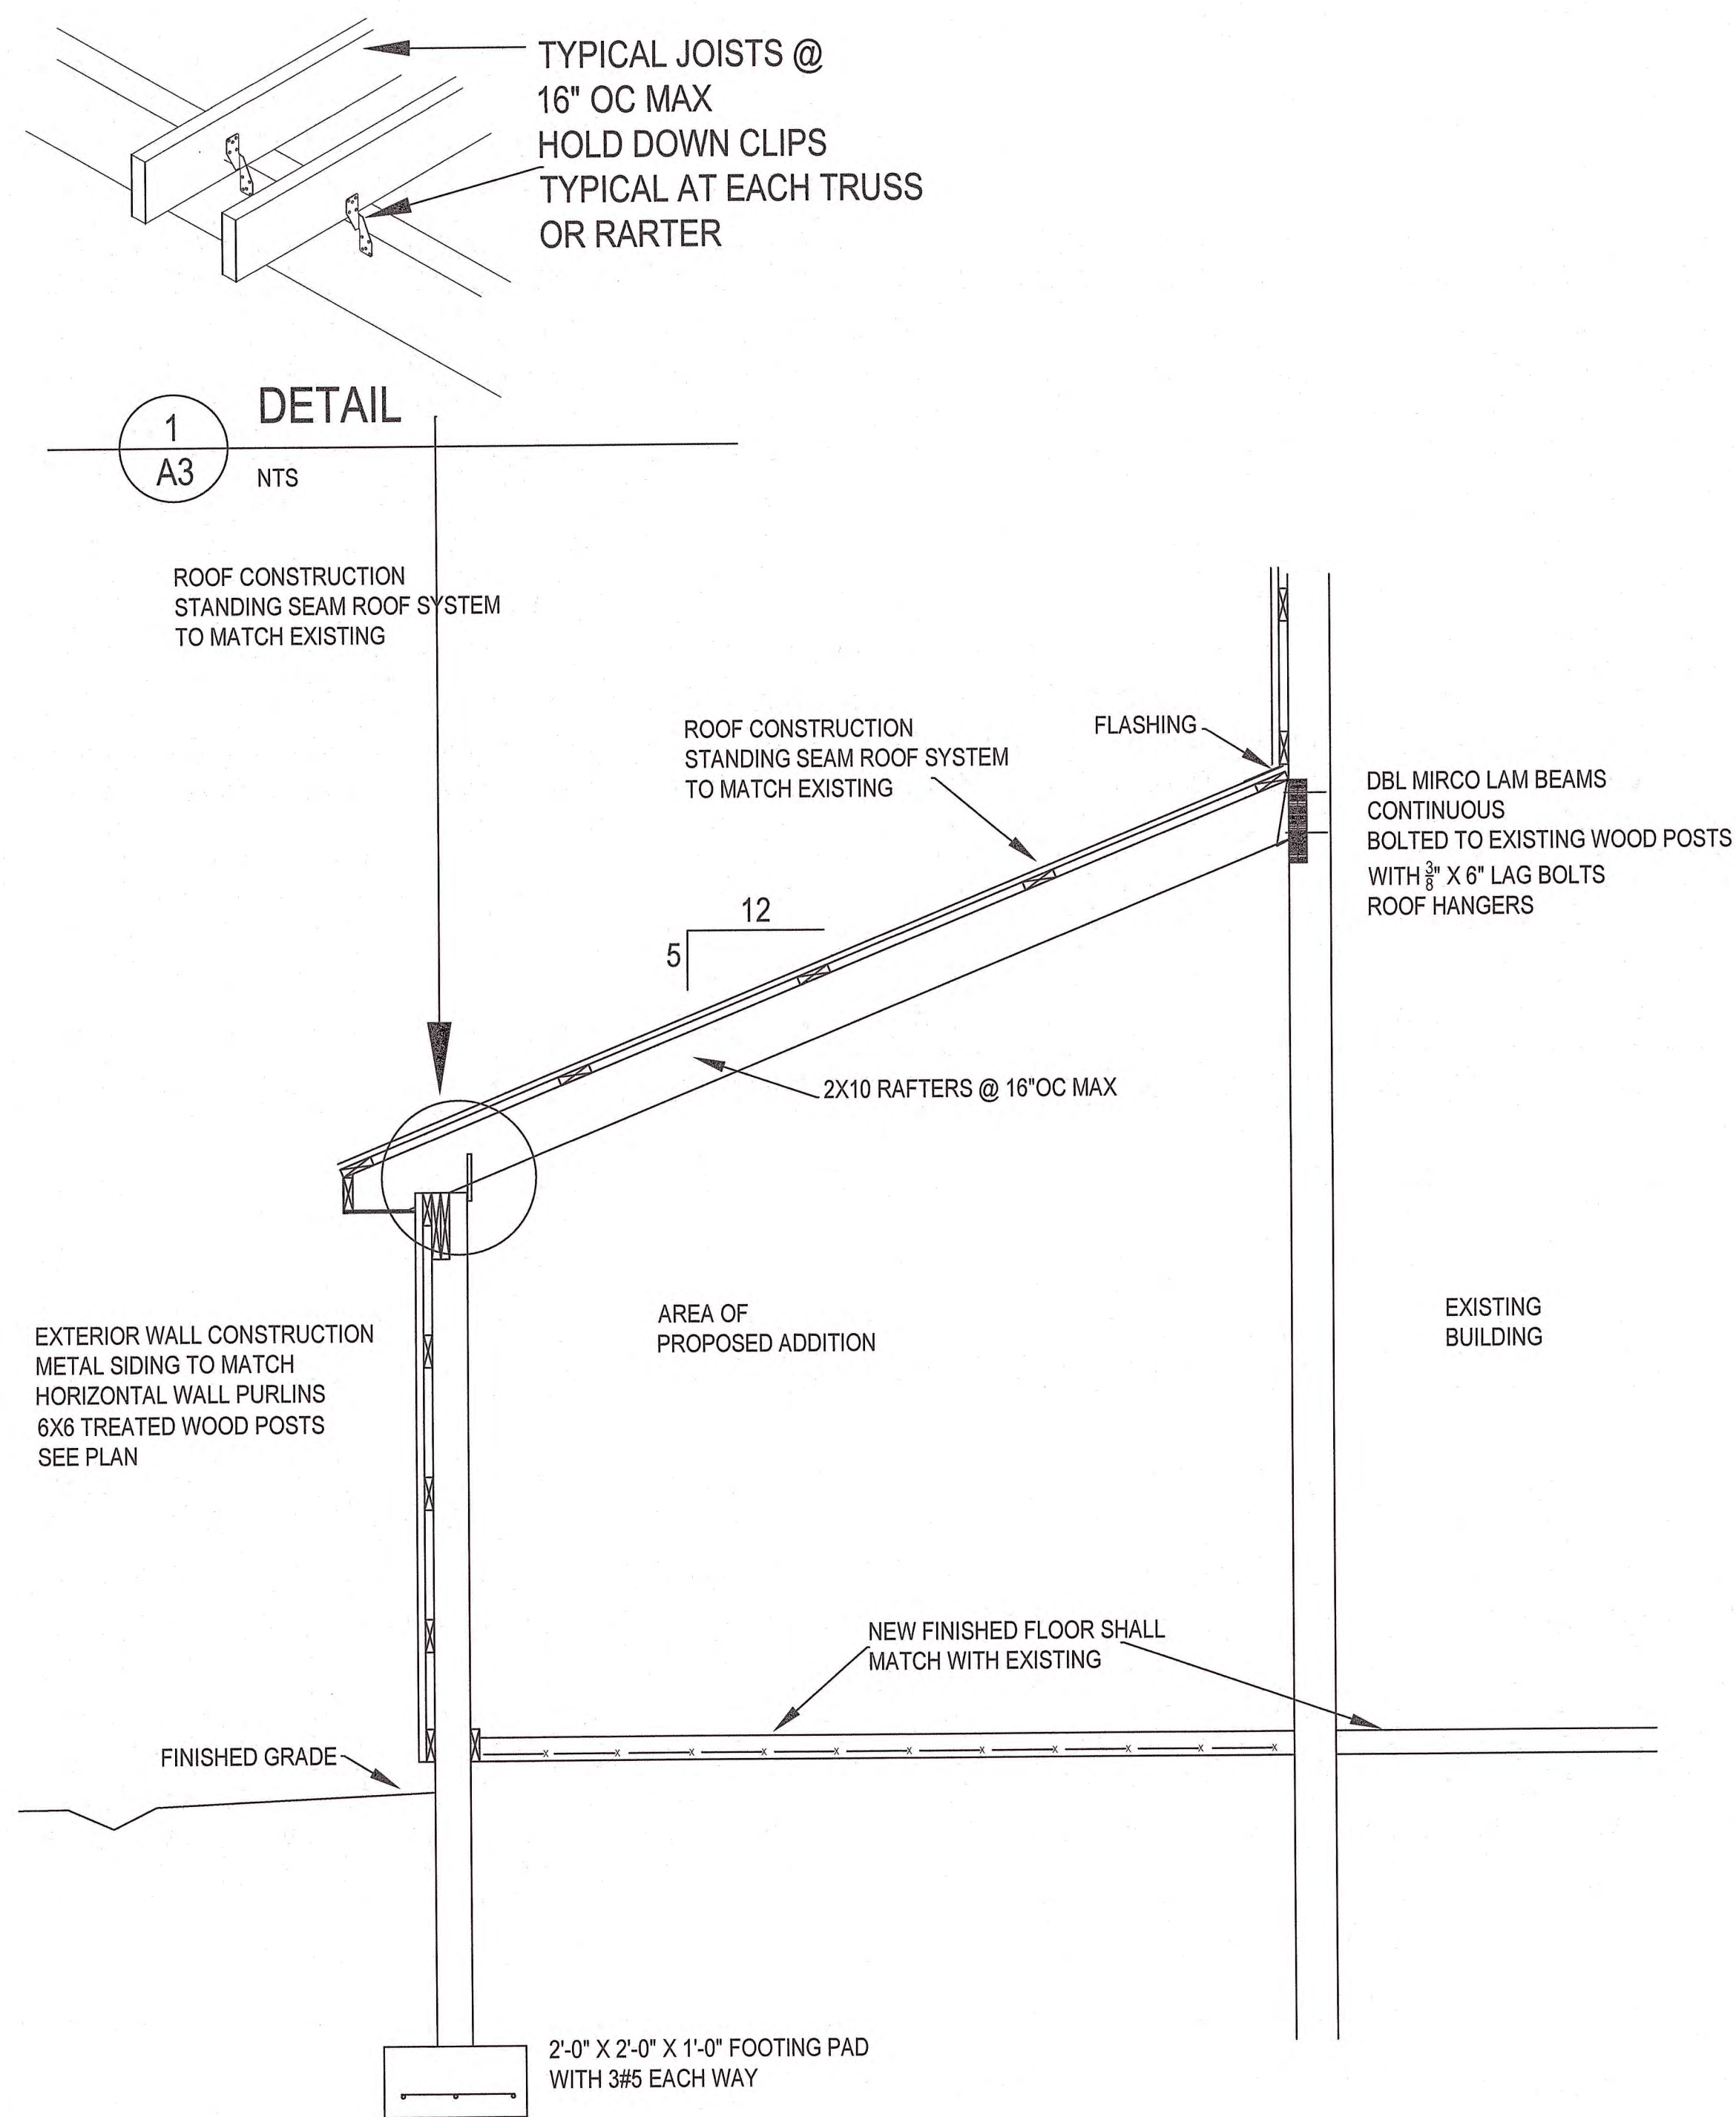 TYPICAL JOISTS @
16" OC MAX
HOLD DOWN CLIPS
TYPICAL AT EACH TRUSS
OR RARTER
DETAIL
1
A3
NTS
ROOF CONSTRUCTION
STANDING SEAM ROOF SYSTEM
TO MATCH EXISTING
ROOF CONSTRUCTION
STANDING SEAM ROOF SYSTEM
TO MATCH EXISTING
FLASHING
DBL MIRCO LAM BEAMS
CONTINUOUS
BOLTED TO EXISTING WOOD POSTS
WITH 3/8" X 6" LAG BOLTS
ROOF HANGERS
12
5
2X10 RAFTERS @ 16"OC MAX
AREA OF
PROPOSED ADDITION
EXISTING
BUILDING
EXTERIOR WALL CONSTRUCTION
METAL SIDING TO MATCH
HORIZONTAL WALL PURLINS
6X6 TREATED WOOD POSTS
SEE PLAN
NEW FINISHED FLOOR SHALL
MATCH WITH EXISTING
FINISHED GRADE
2'-0" X 2'-0" X 1'-0" FOOTING PAD
WITH 3#5 EACH WAY